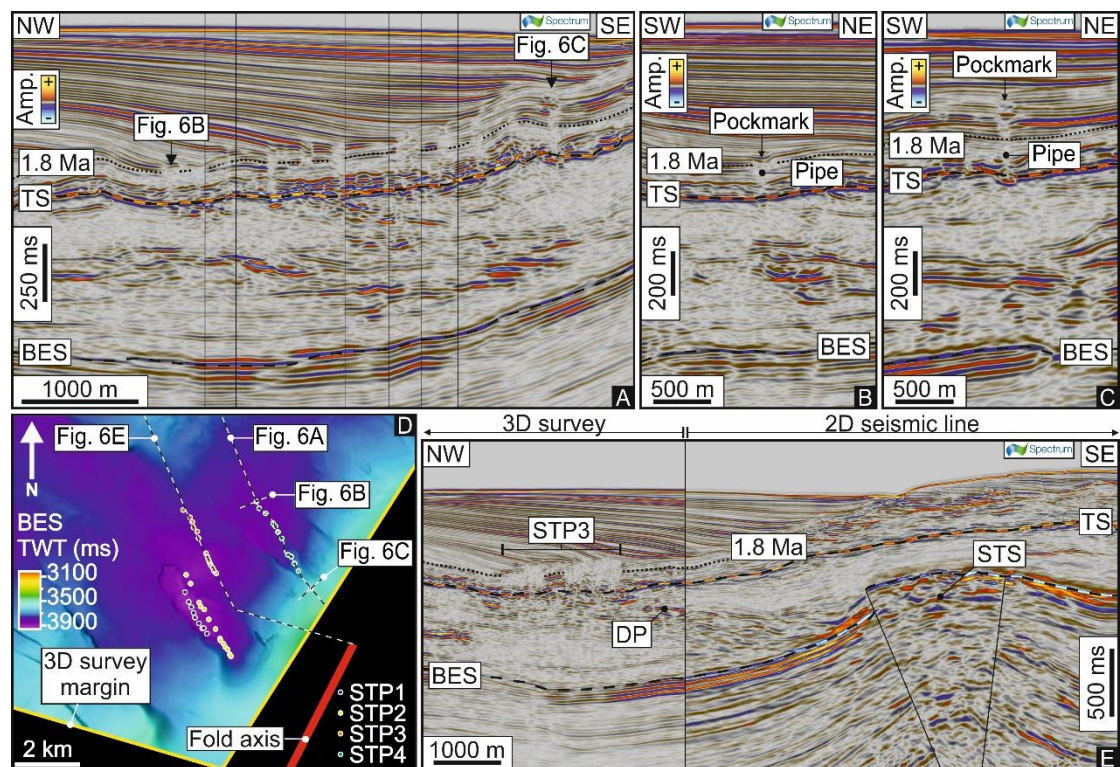 NW
Spectrum
SE
Fig. 6C
Amp.
+
-
Fig. 6B
1.8 Ma
TS
250 ms
BES
1000 m
A
SW
Spectrum
NE
Amp.
+
-
Pockmark
1.8 Ma
Pipe
TS
200 ms
BES
500 m
B
SW
Spectrum
NE
Amp.
+
-
Pockmark
1.8 Ma
Pipe
TS
200 ms
BES
500 m
C
D
Fig. 6E
Fig. 6A
N
Fig. 6B
BES
TWT (ms)
3100
3500
3900
Fig. 6C
3D survey
margin
STP1
STP2
STP3
STP4
Fold axis
2 km
3D survey
2D seismic line
NW
Spectrum
SE
STP3
1.8 Ma
TS
STS
DP
BES
500 ms
1000 m
E